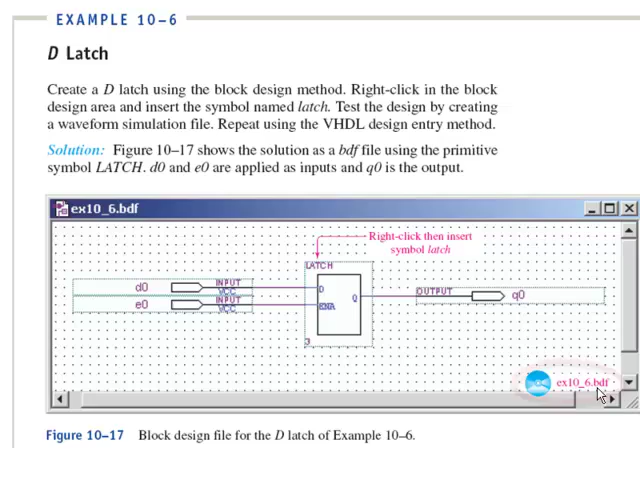 EXAMPLE 10–6
D Latch
Create a D latch using the block design method. Right-click in the block
design area and insert the symbol named latch. Test the design by creating
a waveform simulation file. Repeat using the VHDL design entry method.
Solution: Figure 10–17 shows the solution as a bdf file using the primitive
symbol LATCH. d0 and e0 are applied as inputs and q0 is the output.
ex10_6.bdf
Right-click then insert
symbol latch
LATCH
d0 INPUT VCC D Q OUTPUT q0
e0 INPUT VCC ENA
3
ex10_6.bdf
Figure 10–17 Block design file for the D latch of Example 10–6.